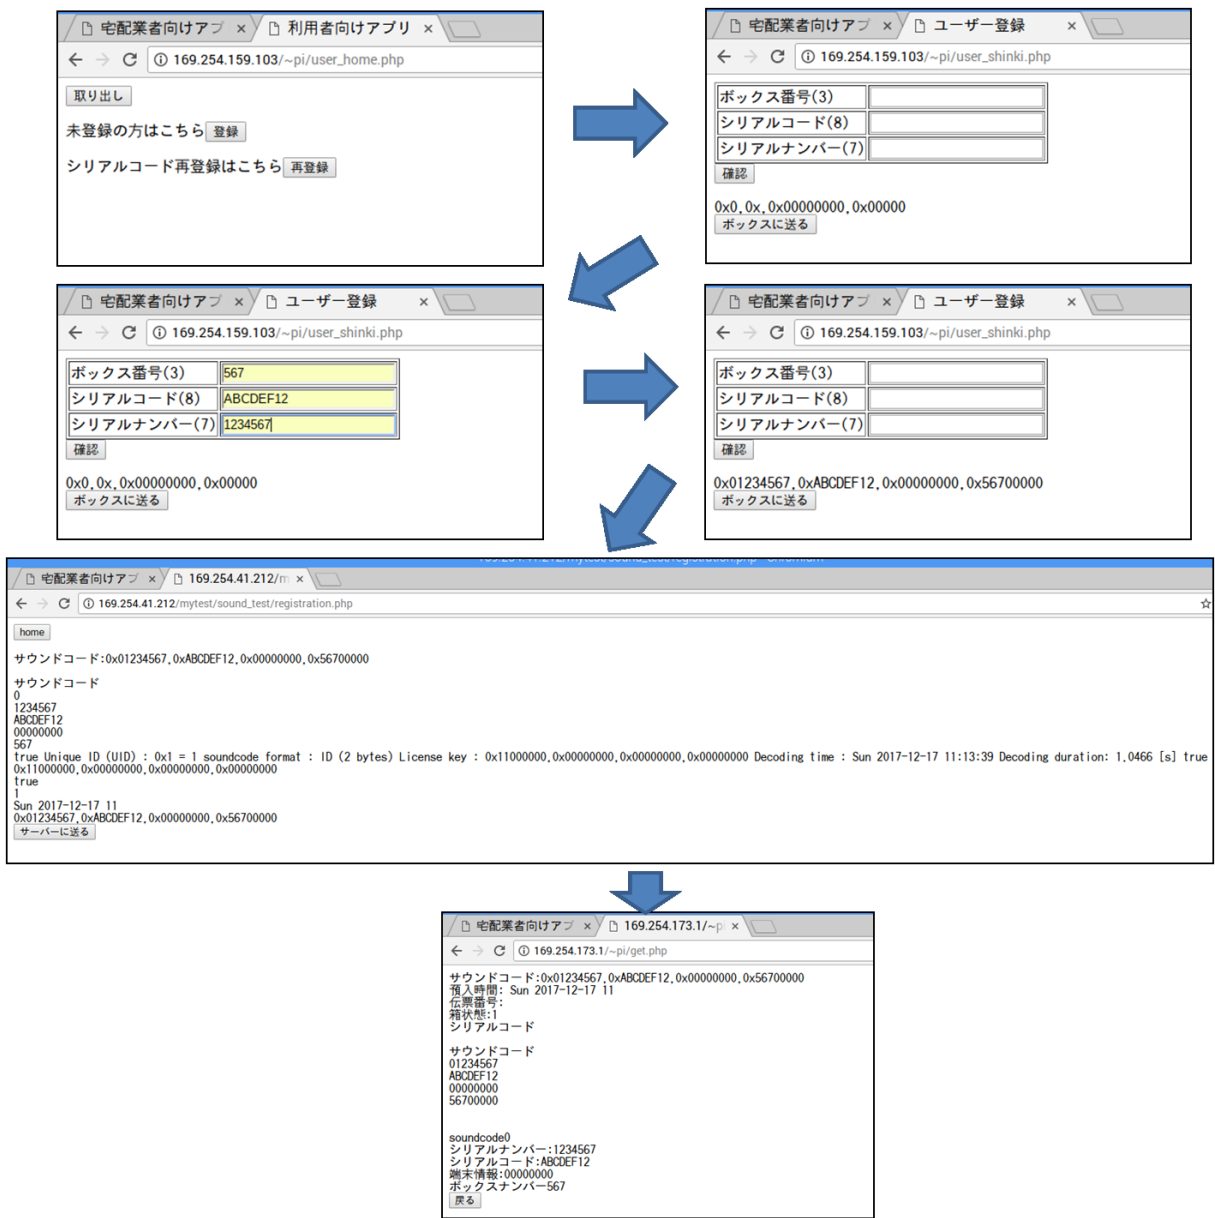 宅配業者向けアプ × 利用者向けアプリ ×
169.254.159.103/~pi/user_home.php
取り出し
未登録の方はこちら 登録
シリアルコード再登録はこちら 再登録
宅配業者向けアプ × ユーザー登録 ×
169.254.159.103/~pi/user_shinki.php
ボックス番号(3)
シリアルコード(8)
シリアルナンバー(7)
確認
0x0,0x,0x00000000,0x00000
ボックスに送る
宅配業者向けアプ × ユーザー登録 ×
169.254.159.103/~pi/user_shinki.php
ボックス番号(3) 567
シリアルコード(8) ABCDEF12
シリアルナンバー(7) 1234567
確認
0x0,0x,0x00000000,0x00000
ボックスに送る
宅配業者向けアプ × ユーザー登録 ×
169.254.159.103/~pi/user_shinki.php
ボックス番号(3)
シリアルコード(8)
シリアルナンバー(7)
確認
0x01234567,0xABCDEF12,0x00000000,0x56700000
ボックスに送る
宅配業者向けアプ × 169.254.41.212/m ×
169.254.41.212/mytest/sound_test/registration.php
home
サウンドコード:0x01234567,0xABCDEF12,0x00000000,0x56700000
サウンドコード
0
1234567
ABCDEF12
00000000
567
true Unique ID (UID) : 0x1 = 1 soundcode format : ID (2 bytes) License key : 0x11000000,0x00000000,0x00000000,0x00000000 Decoding time : Sun 2017-12-17 11:13:39 Decoding duration: 1.0466 [s] true
0x11000000,0x00000000,0x00000000,0x00000000
true
1
Sun 2017-12-17 11
0x01234567,0xABCDEF12,0x00000000,0x56700000
サーバーに送る
宅配業者向けアプ × 169.254.173.1/~p ×
169.254.173.1/~pi/get.php
サウンドコード:0x01234567,0xABCDEF12,0x00000000,0x56700000
預入時間: Sun 2017-12-17 11
伝票番号:
箱状態:1
シリアルコード
サウンドコード
01234567
ABCDEF12
00000000
56700000
soundcode0
シリアルナンバー:1234567
シリアルコード:ABCDEF12
端末情報:00000000
ボックスナンバー567
戻る